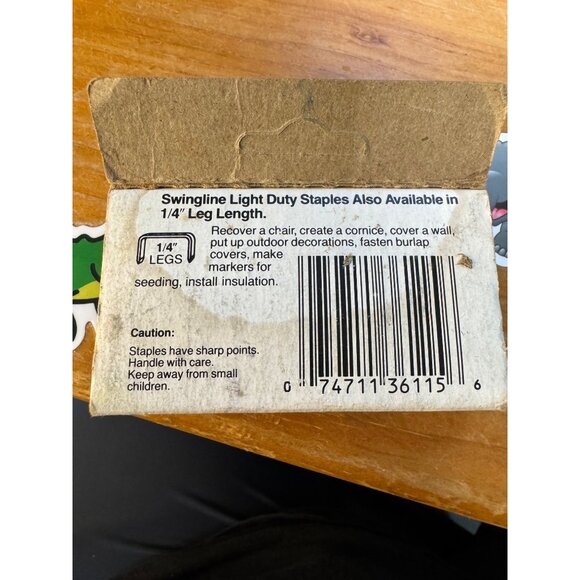 Swingline Light Duty Staples Also Available in
1/4" Leg Length.
1/4"
LEGS
Recover a chair, create a cornice, cover a wall,
put up outdoor decorations, fasten burlap
covers, make
markers for
seeding, install insulation.
Caution:
Staples have sharp points.
Handle with care.
Keep away from small
children.
0 74711 36115 6